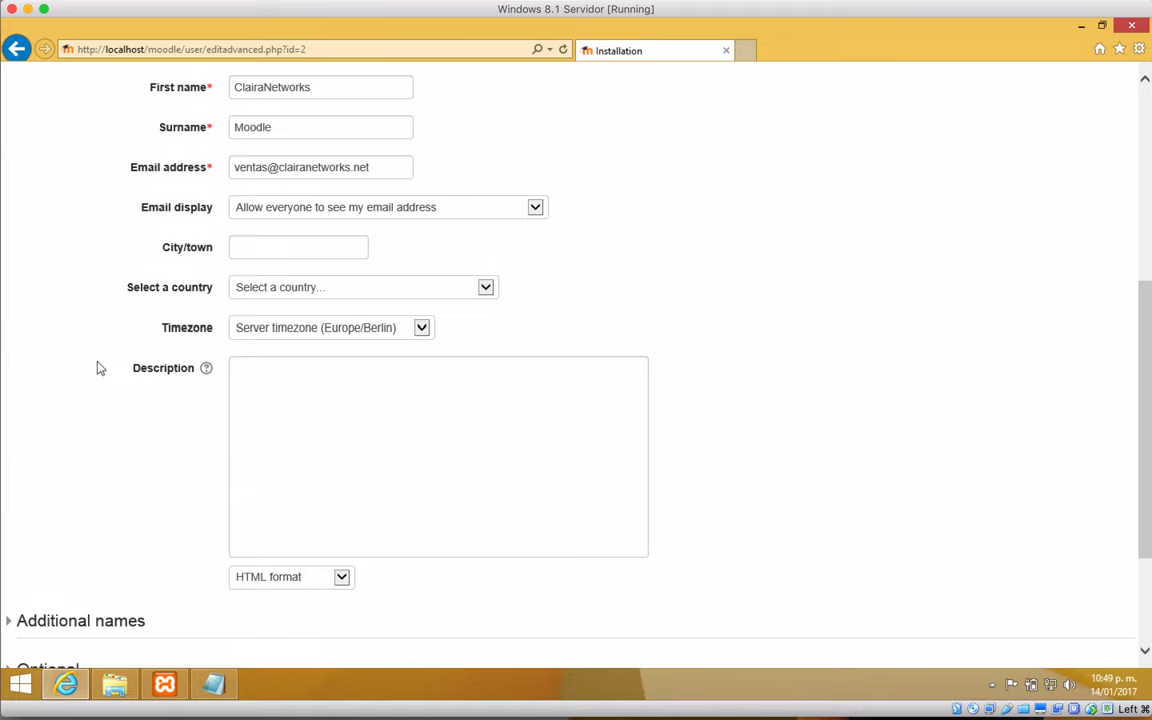 Windows 8.1 Servidor [Running]
http://localhost/moodle/user/editadvanced.php?id=2
Installation
First name*
ClairaNetworks
Surname*
Moodle
Email address*
ventas@clairanetworks.net
Email display
Allow everyone to see my email address
City/town
Select a country
Select a country...
Timezone
Server timezone (Europe/Berlin)
Description
HTML format
Additional names
Optional
10:49 p. m.
14/01/2017
Left ⌘